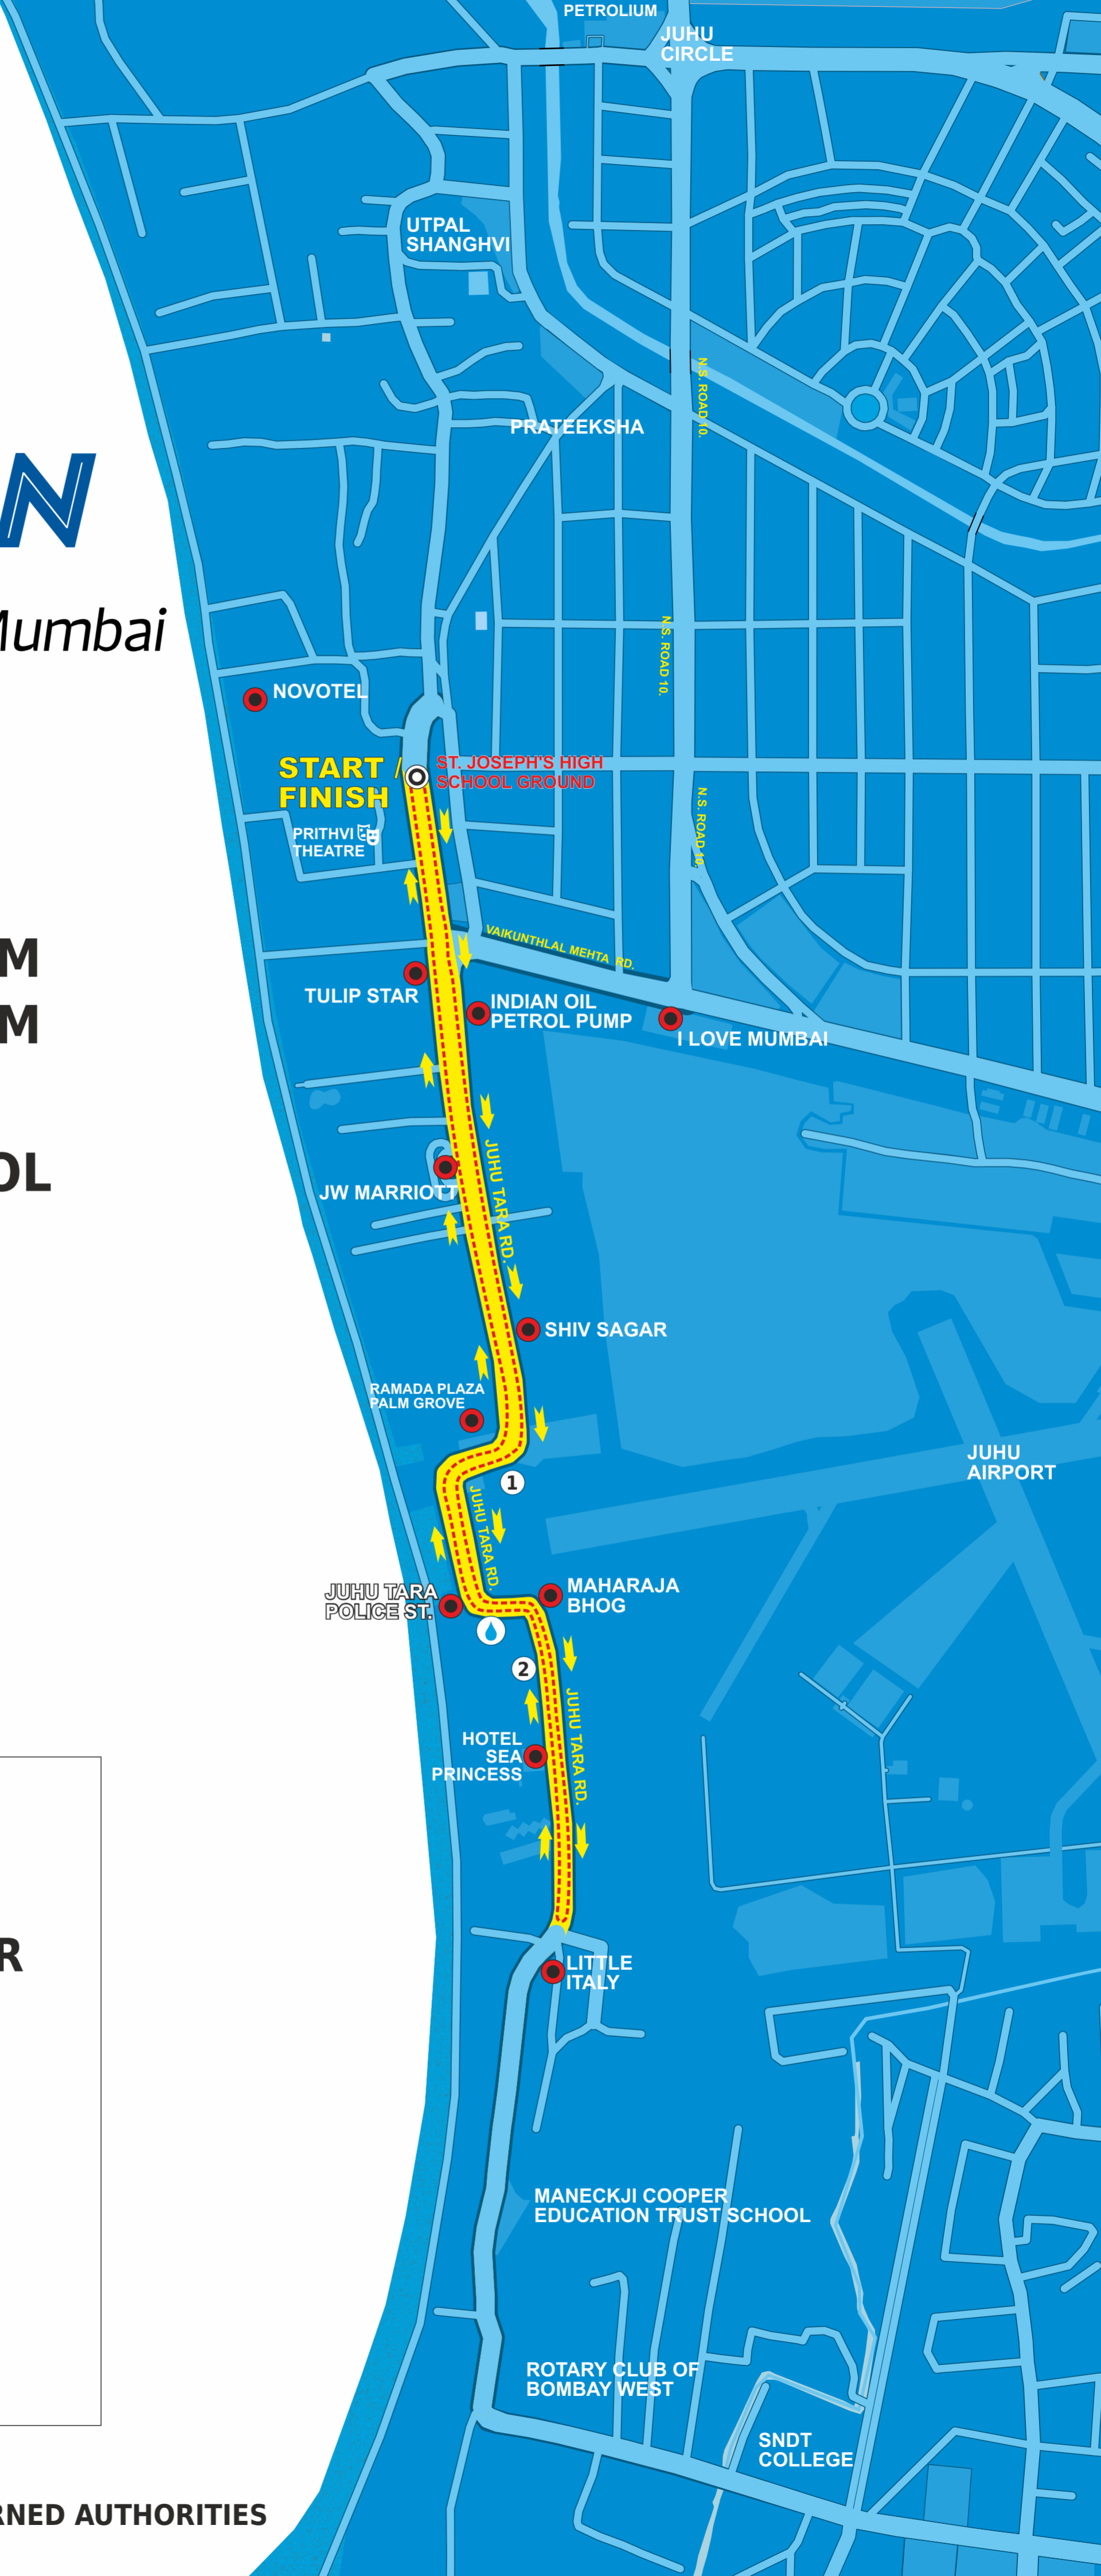 PETROLIUM
JUHU
CIRCLE
UTPAL
SHANGHVI
N.S. ROAD 10.
PRATEEKSHA
N
Mumbai
N.S. ROAD 10.
NOVOTEL
START /
FINISH
ST. JOSEPH'S HIGH
SCHOOL GROUND
N.S. ROAD 10.
PRITHVI
THEATRE
VAIKUNTHLAL MEHTA RD.
M
TULIP STAR
INDIAN OIL
PETROL PUMP
M
I LOVE MUMBAI
OL
JW MARRIOTT
JUHU TARA RD.
SHIV SAGAR
RAMADA PLAZA
PALM GROVE
JUHU
AIRPORT
1
JUHU TARA RD.
JUHU TARA
POLICE ST.
MAHARAJA
BHOG
2
JUHU TARA RD.
HOTEL
SEA
PRINCESS
R
LITTLE
ITALY
MANECKJI COOPER
EDUCATION TRUST SCHOOL
ROTARY CLUB OF
BOMBAY WEST
SNDT
COLLEGE
RNED AUTHORITIES